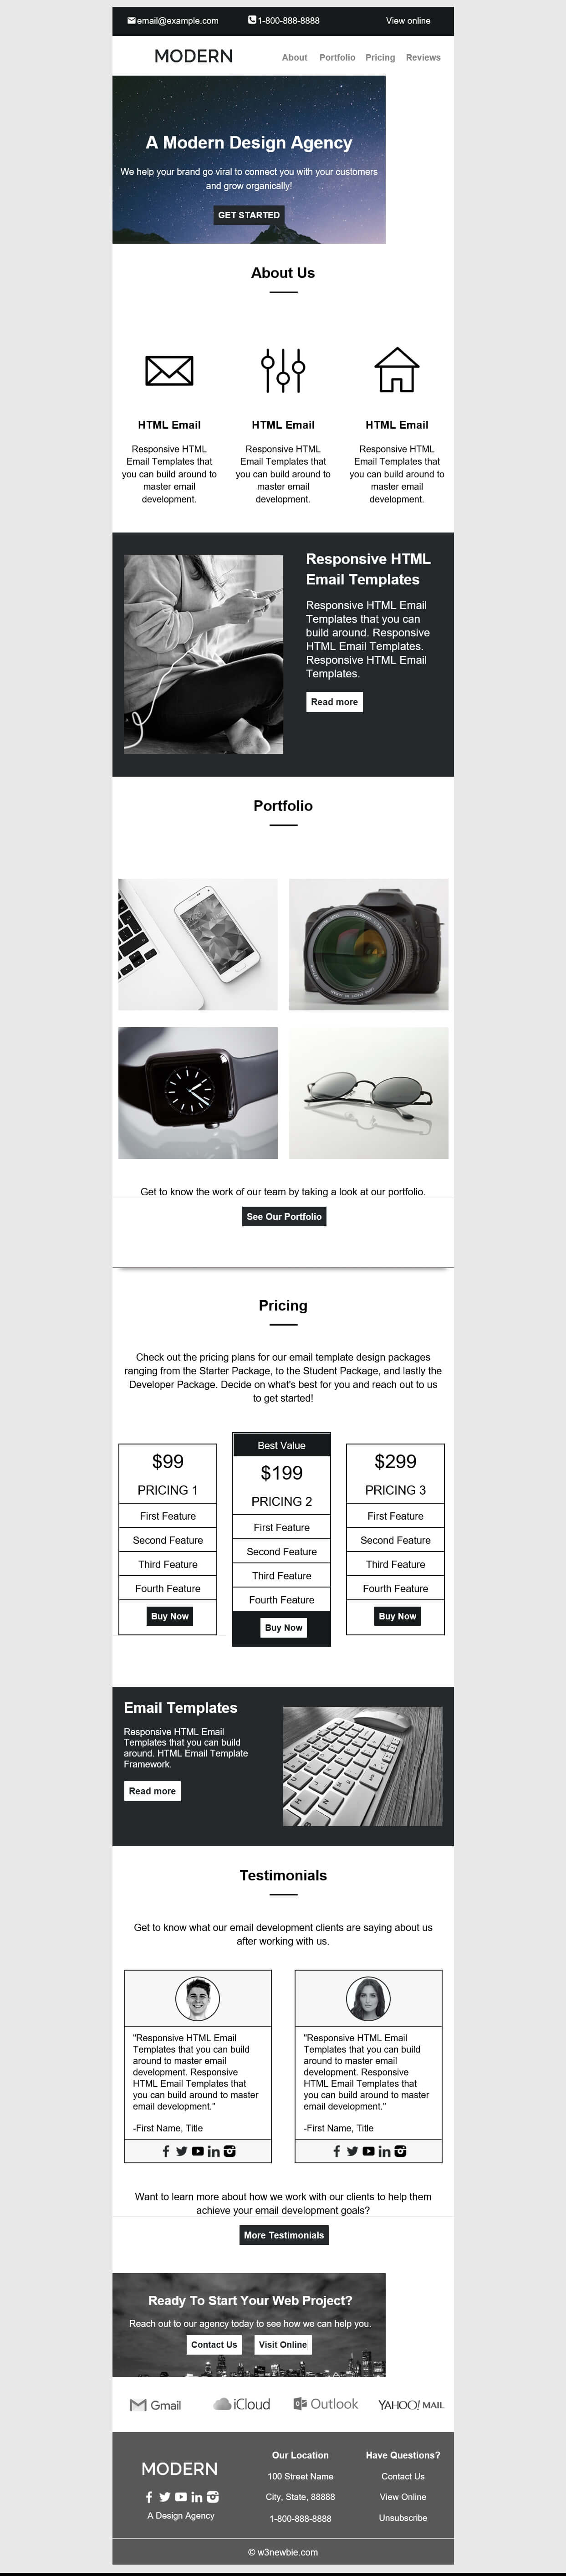 email@example.com 1-800-888-8888 View online
MODERN About Portfolio Pricing Reviews
A Modern Design Agency
We help your brand go viral to connect you with your customers
and grow organically!
GET STARTED
About Us
HTML Email
Responsive HTML
Email Templates that
you can build around to
master email
development.
HTML Email
Responsive HTML
Email Templates that
you can build around to
master email
development.
HTML Email
Responsive HTML
Email Templates that
you can build around to
master email
development.
Responsive HTML
Email Templates
Responsive HTML Email
Templates that you can
build around. Responsive
HTML Email Templates.
Responsive HTML Email
Templates.
Read more
Portfolio
Get to know the work of our team by taking a look at our portfolio.
See Our Portfolio
Pricing
Check out the pricing plans for our email template design packages
ranging from the Starter Package, to the Student Package, and lastly the
Developer Package. Decide on what's best for you and reach out to us
to get started!
$99
PRICING 1
First Feature
Second Feature
Third Feature
Fourth Feature
Buy Now
Best Value
$199
PRICING 2
First Feature
Second Feature
Third Feature
Fourth Feature
Buy Now
$299
PRICING 3
First Feature
Second Feature
Third Feature
Fourth Feature
Buy Now
Email Templates
Responsive HTML Email
Templates that you can build
around. HTML Email Template
Framework.
Read more
Testimonials
Get to know what our email development clients are saying about us
after working with us.
"Responsive HTML Email
Templates that you can build
around to master email
development. Responsive
HTML Email Templates that
you can build around to master
email development."
-First Name, Title
"Responsive HTML Email
Templates that you can build
around to master email
development. Responsive
HTML Email Templates that
you can build around to master
email development."
-First Name, Title
Want to learn more about how we work with our clients to help them
achieve your email development goals?
More Testimonials
Ready To Start Your Web Project?
Reach out to our agency today to see how we can help you.
Contact Us Visit Online
Gmail iCloud Outlook YAHOO! MAIL
MODERN
A Design Agency
Our Location
100 Street Name
City, State, 88888
1-800-888-8888
Have Questions?
Contact Us
View Online
Unsubscribe
© w3newbie.com